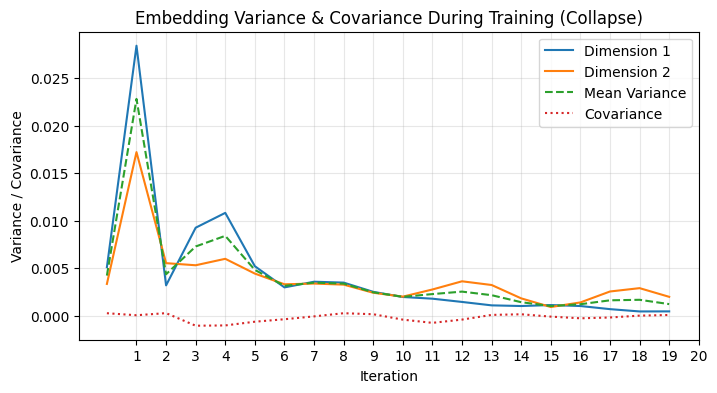 Embedding Variance & Covariance During Training (Collapse)
Dimension 1
Dimension 2
Mean Variance
Covariance
Variance / Covariance
0.025
0.020
0.015
0.010
0.005
0.000
1 2 3 4 5 6 7 8 9 10 11 12 13 14 15 16 17 18 19 20
Iteration